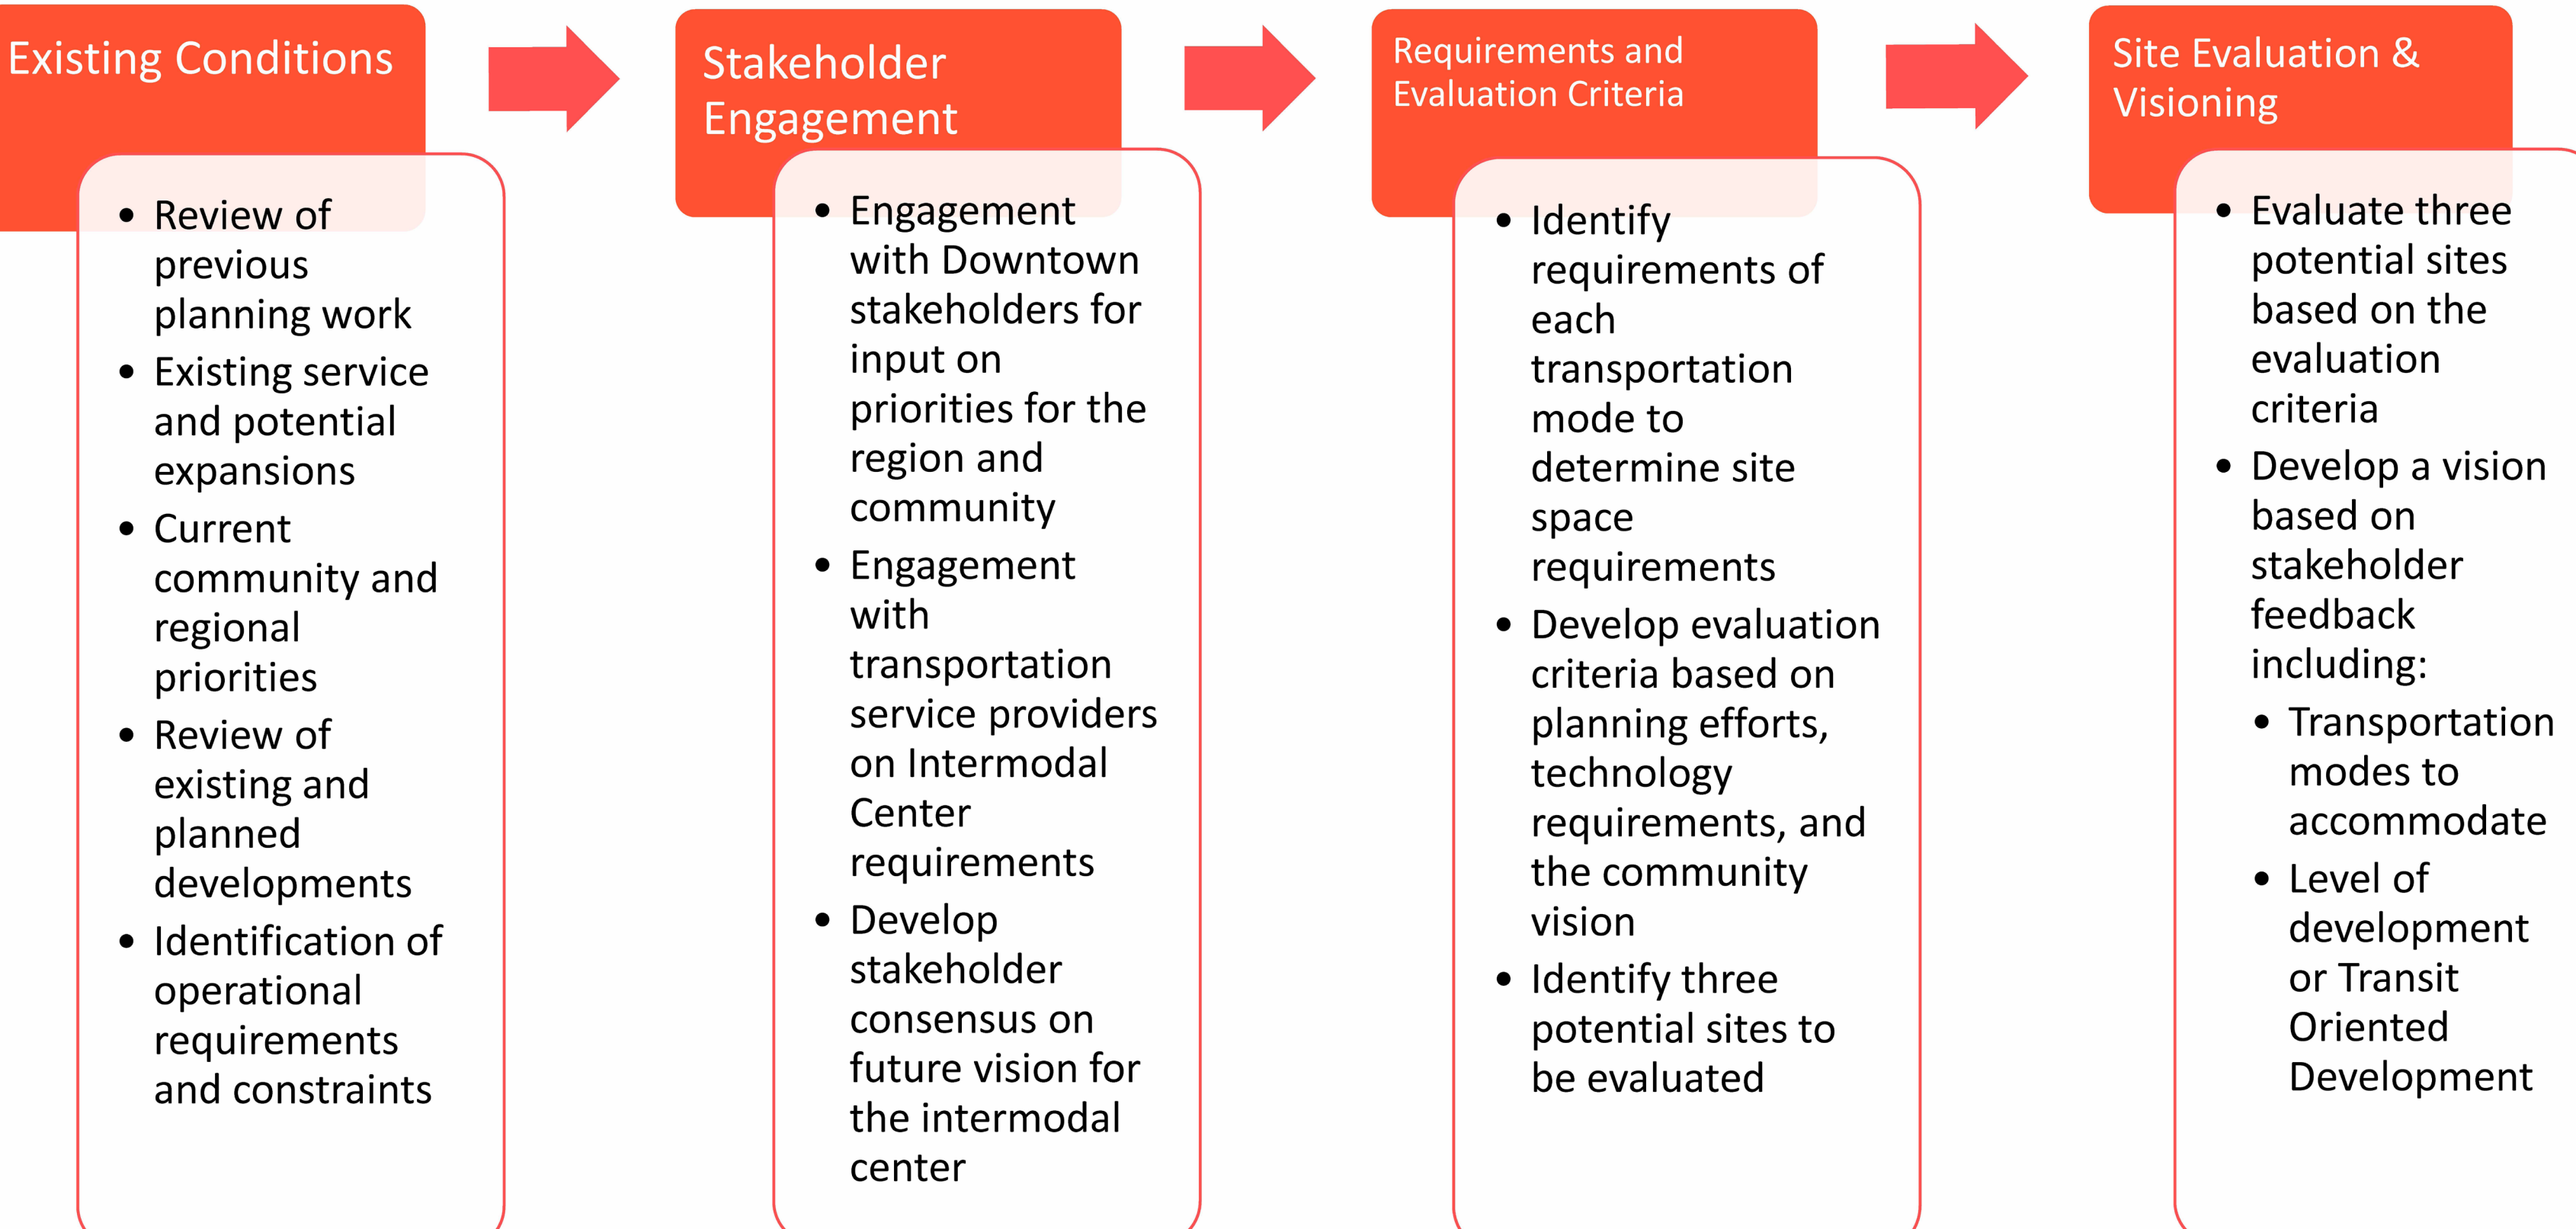 Existing Conditions
• Review of
previous
planning work
• Existing service
and potential
expansions
• Current
community and
regional
priorities
• Review of
existing and
planned
developments
• Identification of
operational
requirements
and constraints
Stakeholder
Engagement
• Engagement
with Downtown
stakeholders for
input on
priorities for the
region and
community
• Engagement
with
transportation
service providers
on Intermodal
Center
requirements
• Develop
stakeholder
consensus on
future vision for
the intermodal
center
Requirements and
Evaluation Criteria
• Identify
requirements of
each
transportation
mode to
determine site
space
requirements
• Develop evaluation
criteria based on
planning efforts,
technology
requirements, and
the community
vision
• Identify three
potential sites to
be evaluated
Site Evaluation &
Visioning
• Evaluate three
potential sites
based on the
evaluation
criteria
• Develop a vision
based on
stakeholder
feedback
including:
• Transportation
modes to
accommodate
• Level of
development
or Transit
Oriented
Development